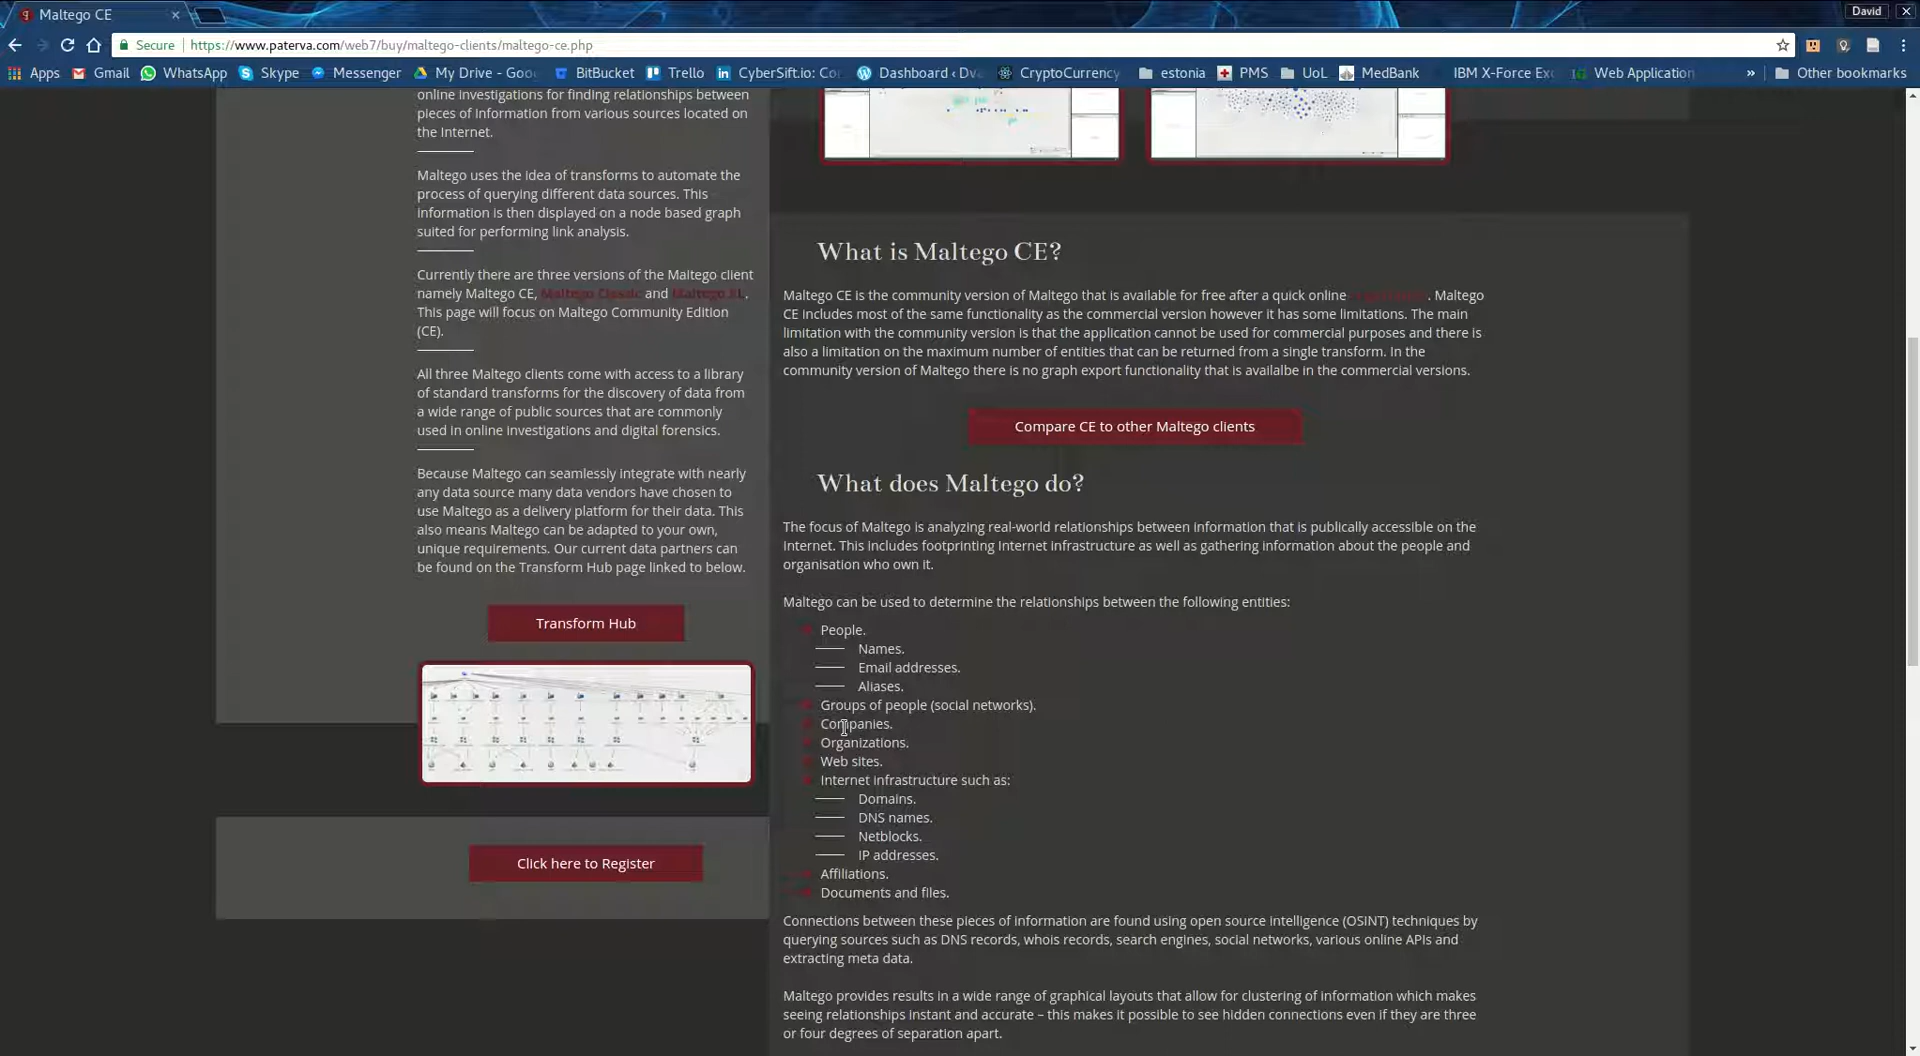 Maltego CE
David
Secure
https://www.paterva.com/web7/buy/maltego-clients/maltego-ce.php
Apps
Gmail
WhatsApp
Skype
Messenger
My Drive - Goo
BitBucket
Trello
CyberSift.io: Co
Dashboard ‹ Dv
CryptoCurrency
estonia
PMS
UoL
MedBank
IBM X-Force Ex
Web Application
»
Other bookmarks
online investigations for finding relationships between
pieces of information from various sources located on
the Internet.
Maltego uses the idea of transforms to automate the
process of querying different data sources. This
information is then displayed on a node based graph
suited for performing link analysis.
Currently there are three versions of the Maltego client
namely Maltego CE, Maltego Classic and Maltego XL.
This page will focus on Maltego Community Edition
(CE).
All three Maltego clients come with access to a library
of standard transforms for the discovery of data from
a wide range of public sources that are commonly
used in online investigations and digital forensics.
Because Maltego can seamlessly integrate with nearly
any data source many data vendors have chosen to
use Maltego as a delivery platform for their data. This
also means Maltego can be adapted to your own,
unique requirements. Our current data partners can
be found on the Transform Hub page linked to below.
Transform Hub
Click here to Register
What is Maltego CE?
Maltego CE is the community version of Maltego that is available for free after a quick online . Maltego
CE includes most of the same functionality as the commercial version however it has some limitations. The main
limitation with the community version is that the application cannot be used for commercial purposes and there is
also a limitation on the maximum number of entities that can be returned from a single transform. In the
community version of Maltego there is no graph export functionality that is availalbe in the commercial versions.
Compare CE to other Maltego clients
What does Maltego do?
The focus of Maltego is analyzing real-world relationships between information that is publically accessible on the
Internet. This includes footprinting Internet infrastructure as well as gathering information about the people and
organisation who own it.
Maltego can be used to determine the relationships between the following entities:
People.
Names.
Email addresses.
Aliases.
Groups of people (social networks).
Companies.
Organizations.
Web sites.
Internet infrastructure such as:
Domains.
DNS names.
Netblocks.
IP addresses.
Affiliations.
Documents and files.
Connections between these pieces of information are found using open source intelligence (OSINT) techniques by
querying sources such as DNS records, whois records, search engines, social networks, various online APIs and
extracting meta data.
Maltego provides results in a wide range of graphical layouts that allow for clustering of information which makes
seeing relationships instant and accurate – this makes it possible to see hidden connections even if they are three
or four degrees of separation apart.